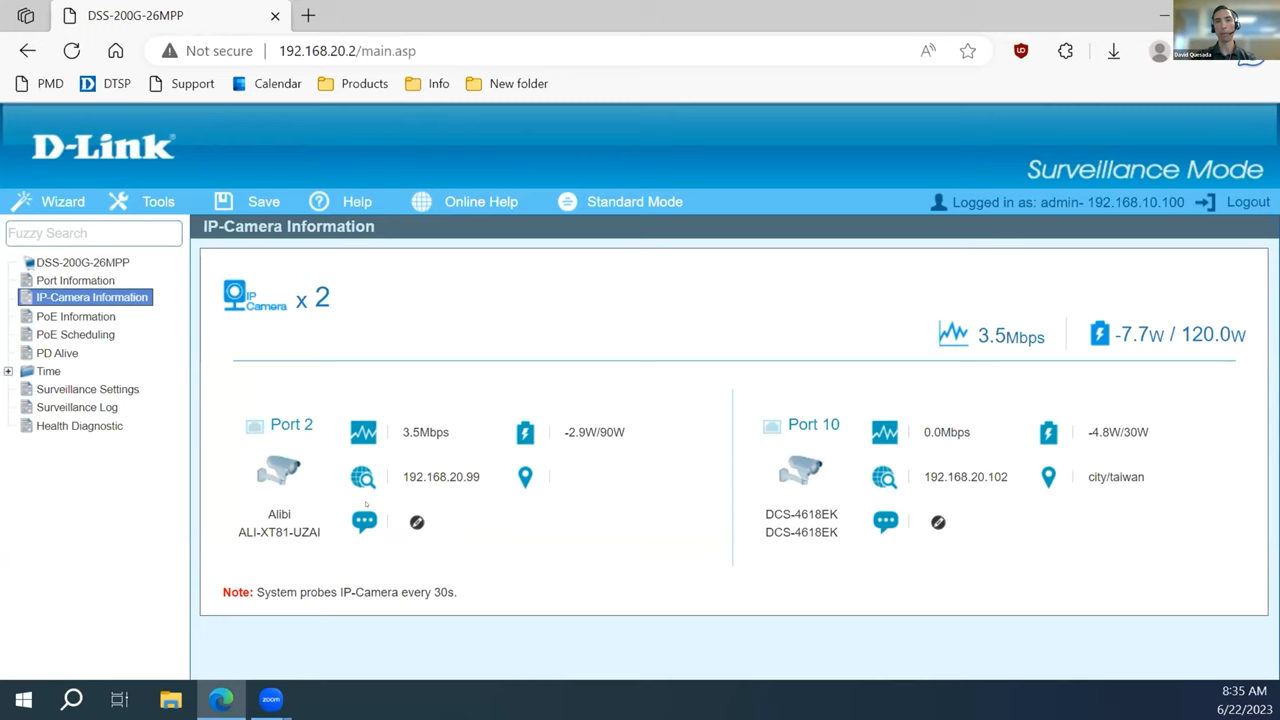 DSS-200G-26MPP
Not secure
192.168.20.2/main.asp
David Quesada
PMD
DTSP
Support
Calendar
Products
Info
New folder
D-Link
Surveillance Mode
Wizard
Tools
Save
Help
Online Help
Standard Mode
Logged in as: admin- 192.168.10.100
Logout
Fuzzy Search
DSS-200G-26MPP
Port Information
IP-Camera Information
PoE Information
PoE Scheduling
PD Alive
Time
Surveillance Settings
Surveillance Log
Health Diagnostic
IP-Camera Information
IP
Camera
x 2
3.5Mbps
-7.7W / 120.0W
Port 2
3.5Mbps
-2.9W/90W
192.168.20.99
Alibi
ALI-XT81-UZAI
Port 10
0.0Mbps
-4.8W/30W
192.168.20.102
city/taiwan
DCS-4618EK
DCS-4618EK
Note: System probes IP-Camera every 30s.
zoom
8:35 AM
6/22/2023